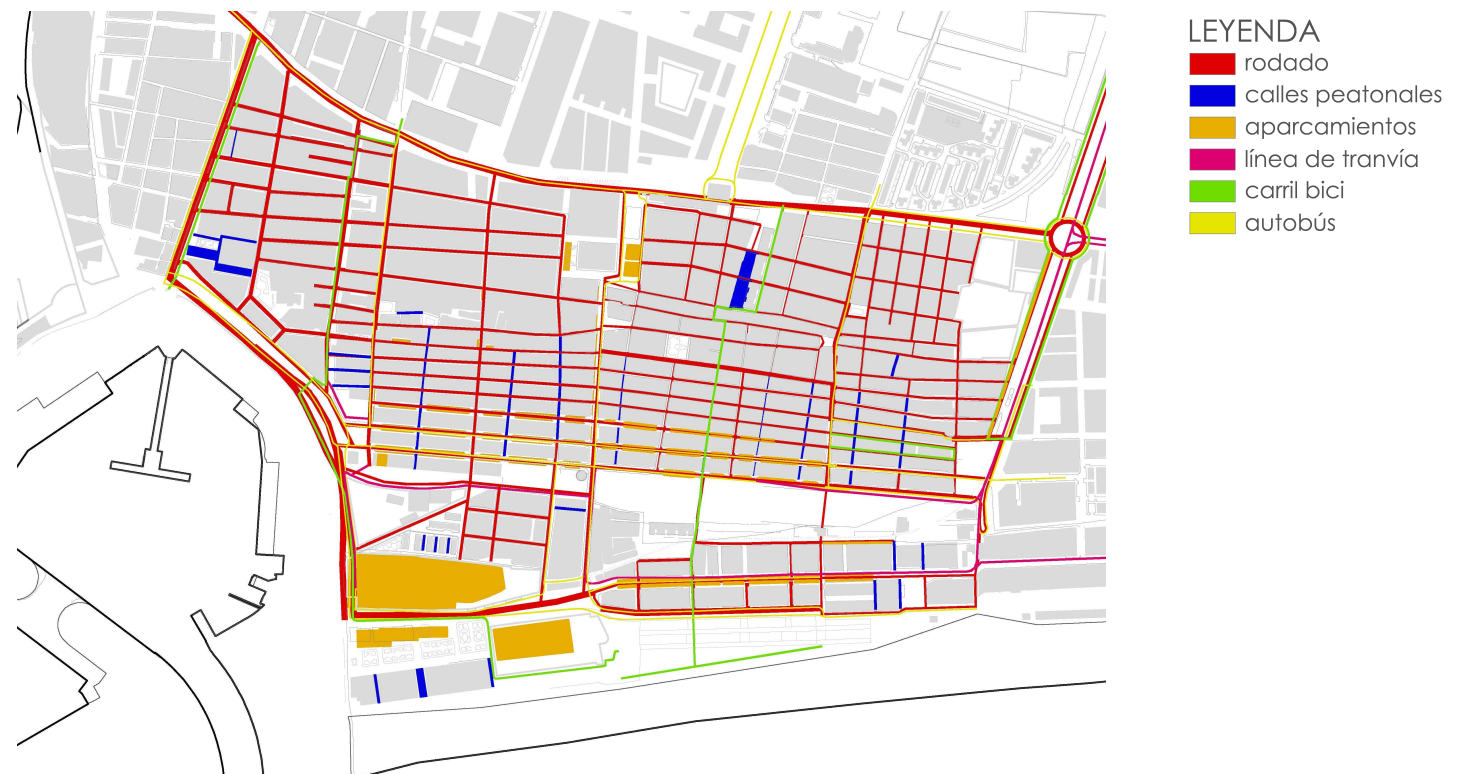 LEYENDA
rodado
calles peatonales
aparcamientos
línea de tranvía
carril bici
autobús